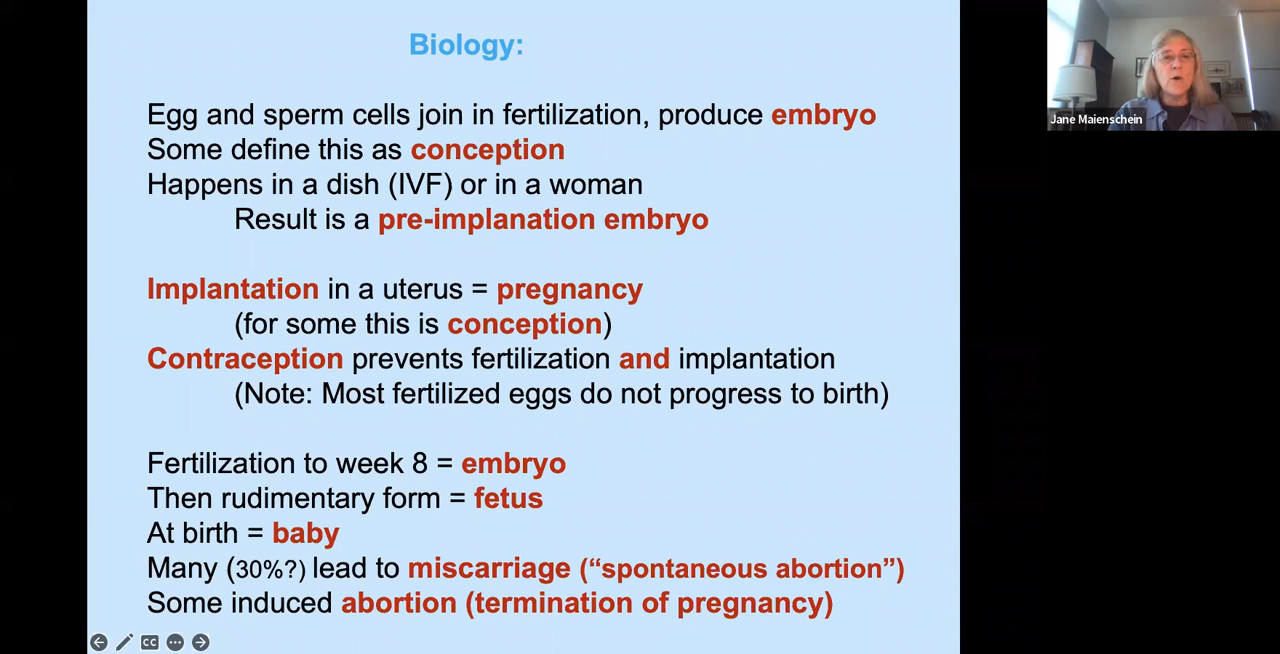 Biology:
Egg and sperm cells join in fertilization, produce embryo
Some define this as conception
Happens in a dish (IVF) or in a woman
Result is a pre-implanation embryo
Implantation in a uterus = pregnancy
(for some this is conception)
Contraception prevents fertilization and implantation
(Note: Most fertilized eggs do not progress to birth)
Fertilization to week 8 = embryo
Then rudimentary form = fetus
At birth = baby
Many (30%?) lead to miscarriage (“spontaneous abortion”)
Some induced abortion (termination of pregnancy)
CC
Jane Maienschein